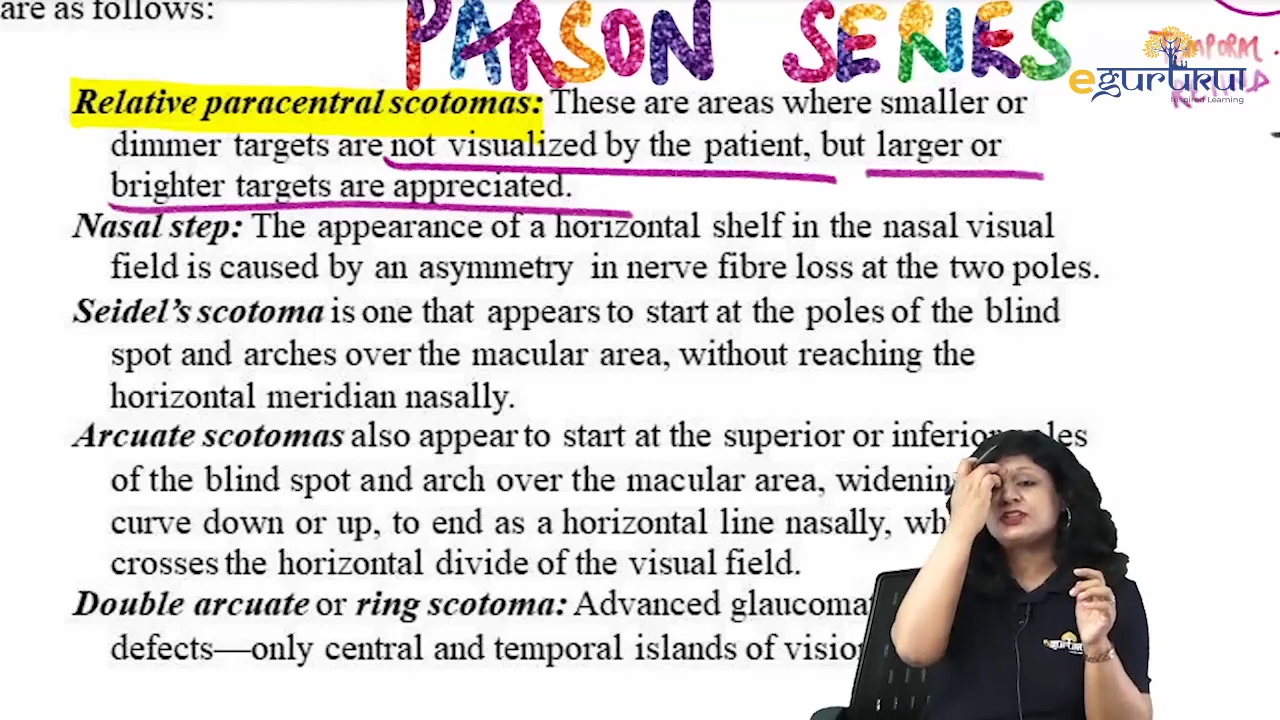 are as follows:
PARSON SERIES
egurukul
Inspired Learning
Relative paracentral scotomas: These are areas where smaller or
dimmer targets are not visualized by the patient, but larger or
brighter targets are appreciated.
Nasal step: The appearance of a horizontal shelf in the nasal visual
field is caused by an asymmetry in nerve fibre loss at the two poles.
Seidel's scotoma is one that appears to start at the poles of the blind
spot and arches over the macular area, without reaching the
horizontal meridian nasally.
Arcuate scotomas also appear to start at the superior or inferior
of the blind spot and arch over the macular area,
curve down or up, to end as a horizontal line nasally,
crosses the horizontal divide of the visual field.
Double arcuate or ring scotoma: Advanced
defects—only central and temporal islands of